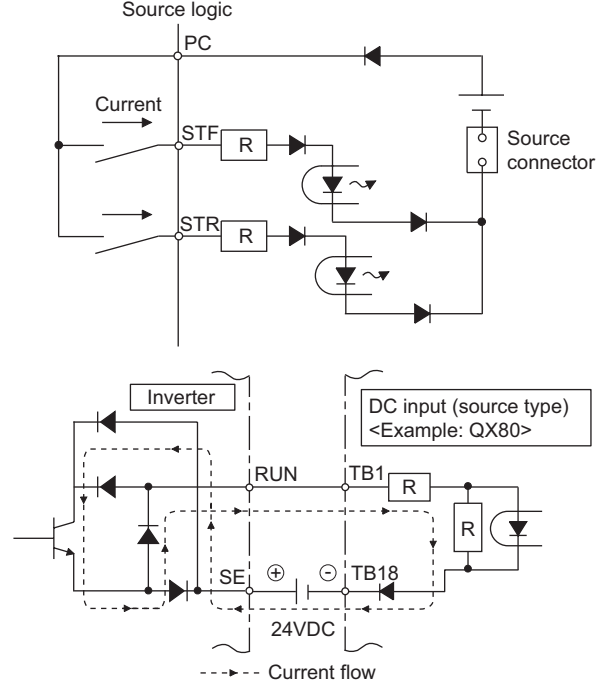 Source logic
PC
Current
STF
R
Source
connector
STR
R
Inverter
DC input (source type)
<Example: QX80>
RUN
TB1
R
R
SE
+
-
TB18
24VDC
Current flow